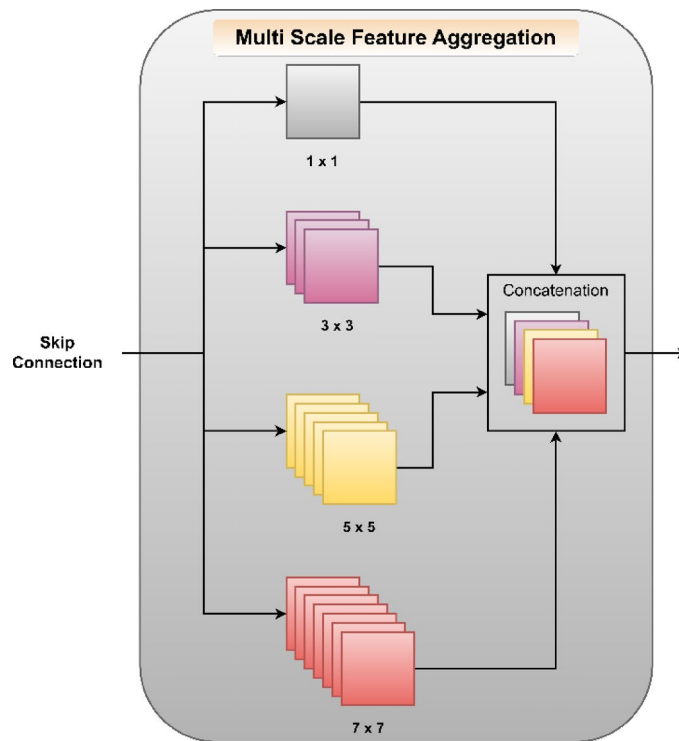 Multi Scale Feature Aggregation
1 x 1
3 x 3
Concatenation
Skip
Connection
5 x 5
7 x 7